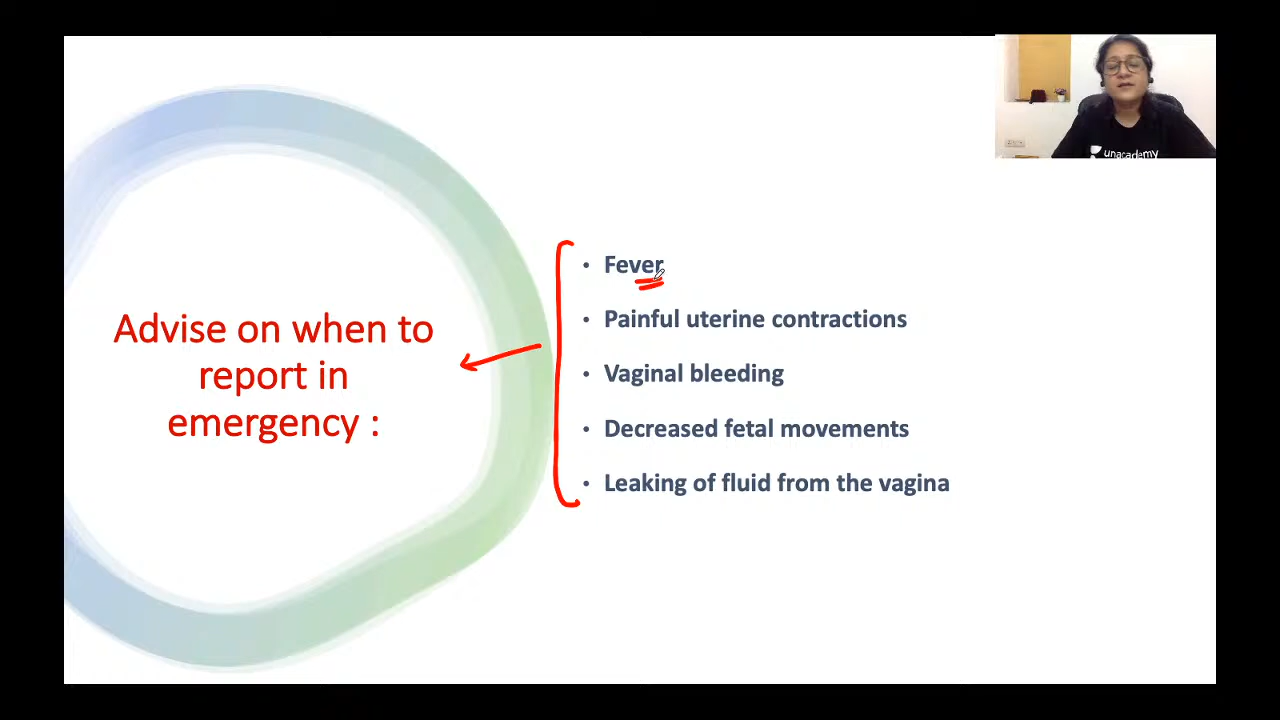 unacademy
Advise on when to
report in
emergency :
• Fever
• Painful uterine contractions
• Vaginal bleeding
• Decreased fetal movements
• Leaking of fluid from the vagina